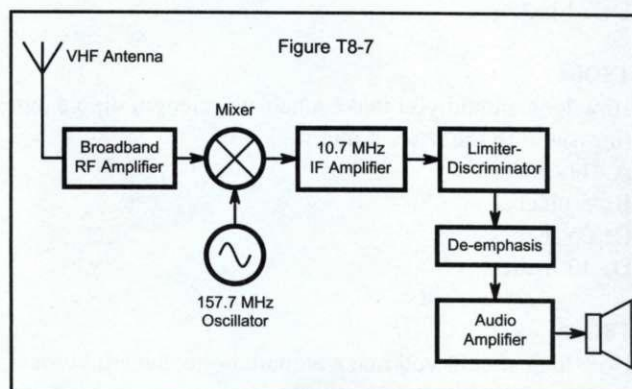 Figure T8-7
VHF Antenna
Mixer
Broadband
RF Amplifier
10.7 MHz
IF Amplifier
Limiter-
Discriminator
De-emphasis
157.7 MHz
Oscillator
Audio
Amplifier